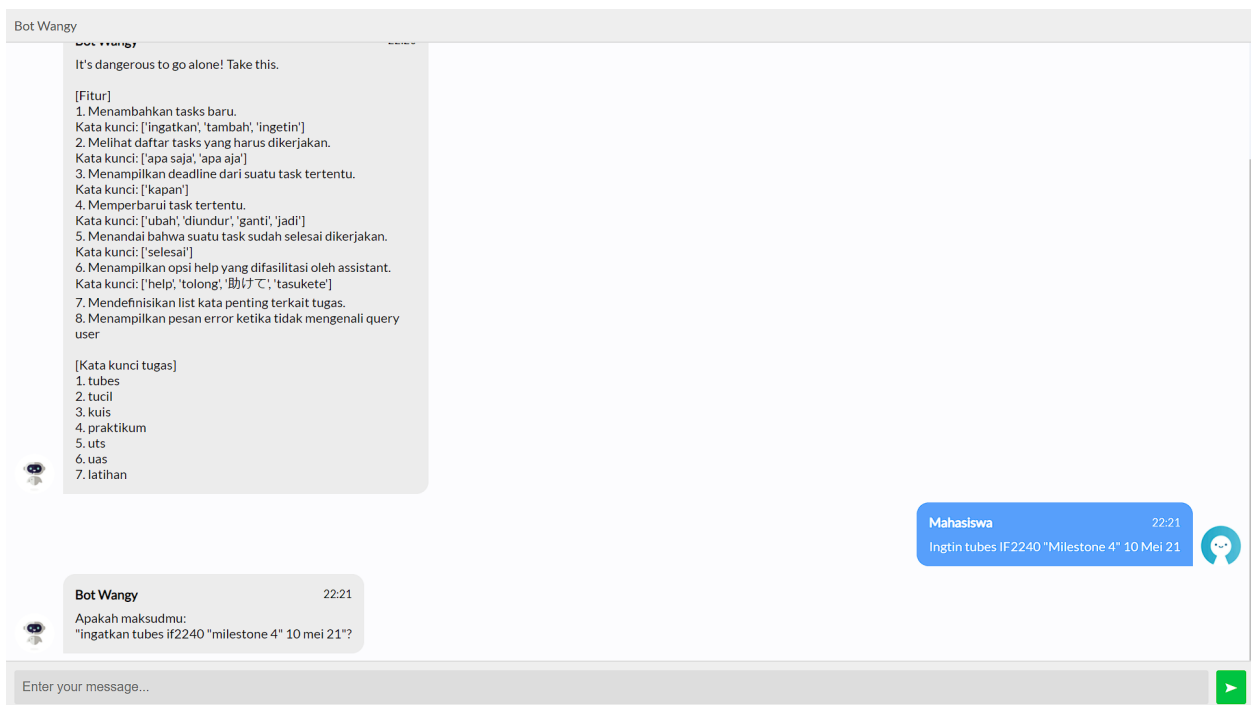 Bot Wangy
Bot Wangy 22:20
It's dangerous to go alone! Take this.
[Fitur]
1. Menambahkan tasks baru.
Kata kunci: ['ingatkan', 'tambah', 'ingetin']
2. Melihat daftar tasks yang harus dikerjakan.
Kata kunci: ['apa saja', 'apa aja']
3. Menampilkan deadline dari suatu task tertentu.
Kata kunci: ['kapan']
4. Memperbarui task tertentu.
Kata kunci: ['ubah', 'diundur', 'ganti', 'jadi']
5. Menandai bahwa suatu task sudah selesai dikerjakan.
Kata kunci: ['selesai']
6. Menampilkan opsi help yang difasilitasi oleh assistant.
Kata kunci: ['help', 'tolong', '助けて', 'tasukete']
7. Mendefinisikan list kata penting terkait tugas.
8. Menampilkan pesan error ketika tidak mengenali query
user
[Kata kunci tugas]
1. tubes
2. tucil
3. kuis
4. praktikum
5. uts
6. uas
7. latihan
Mahasiswa 22:21
Ingtin tubes IF2240 "Milestone 4" 10 Mei 21
Bot Wangy 22:21
Apakah maksudmu:
"ingatkan tubes if2240 "milestone 4" 10 mei 21"?
Enter your message...